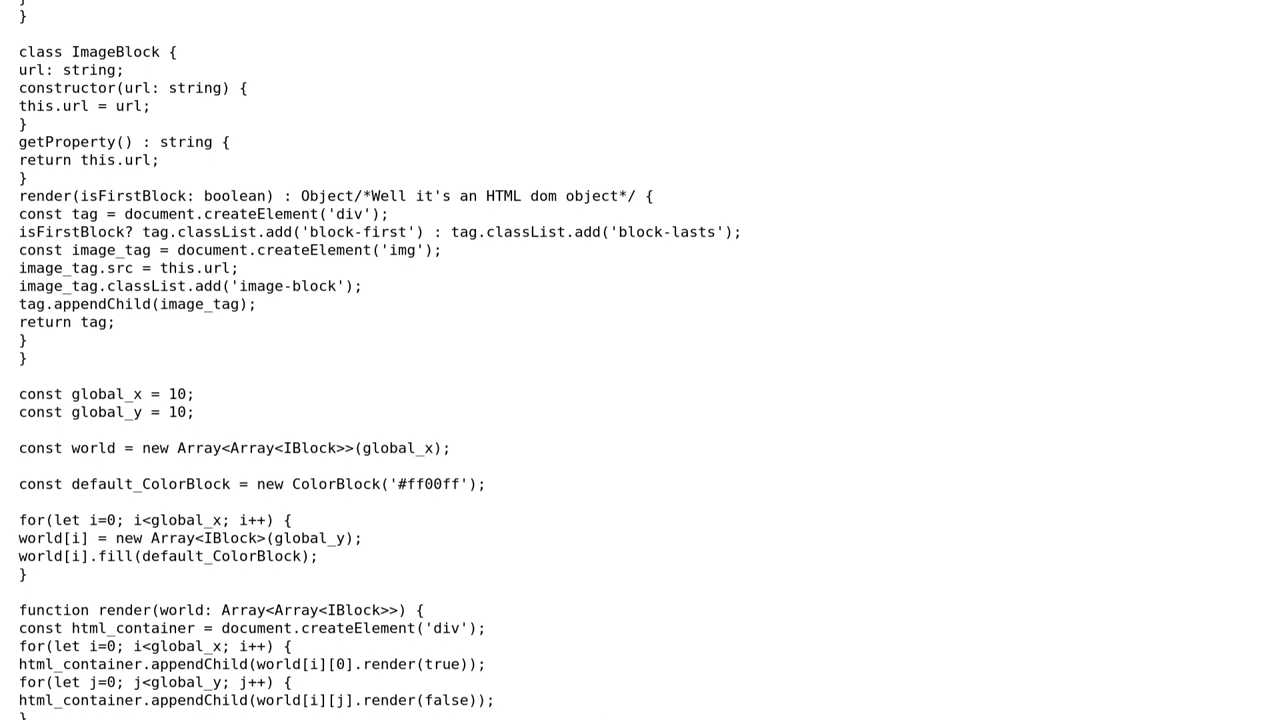 }
}
class ImageBlock {
url: string;
constructor(url: string) {
this.url = url;
}
getProperty() : string {
return this.url;
}
render(isFirstBlock: boolean) : Object/*Well it's an HTML dom object*/ {
const tag = document.createElement('div');
isFirstBlock? tag.classList.add('block-first') : tag.classList.add('block-lasts');
const image_tag = document.createElement('img');
image_tag.src = this.url;
image_tag.classList.add('image-block');
tag.appendChild(image_tag);
return tag;
}
}
const global_x = 10;
const global_y = 10;
const world = new Array<Array<IBlock>>(global_x);
const default_ColorBlock = new ColorBlock('#ff00ff');
for(let i=0; i<global_x; i++) {
world[i] = new Array<IBlock>(global_y);
world[i].fill(default_ColorBlock);
}
function render(world: Array<Array<IBlock>>) {
const html_container = document.createElement('div');
for(let i=0; i<global_x; i++) {
html_container.appendChild(world[i][0].render(true));
for(let j=0; j<global_y; j++) {
html_container.appendChild(world[i][j].render(false));
}